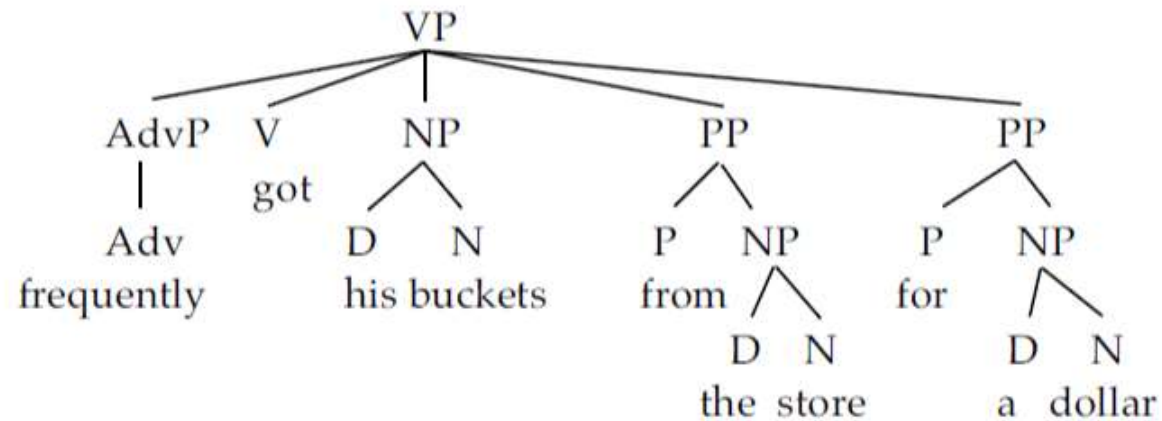 VP
AdvP V NP PP PP
got
Adv D N P NP P NP
frequently his buckets from for
D N D N
the store a dollar